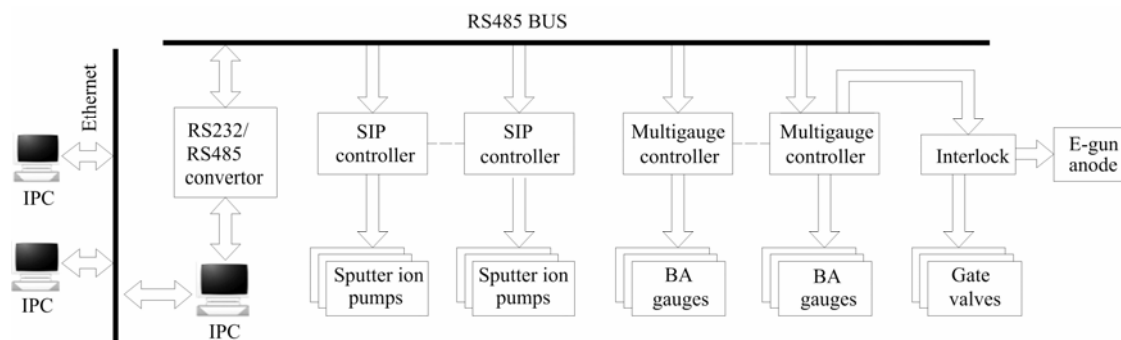 RS485 BUS
Ethernet
RS232/
RS485
convertor
SIP
controller
SIP
controller
Multigauge
controller
Multigauge
controller
Interlock
E-gun
anode
IPC
IPC
IPC
Sputter ion
pumps
Sputter ion
pumps
BA
gauges
BA
gauges
Gate
valves